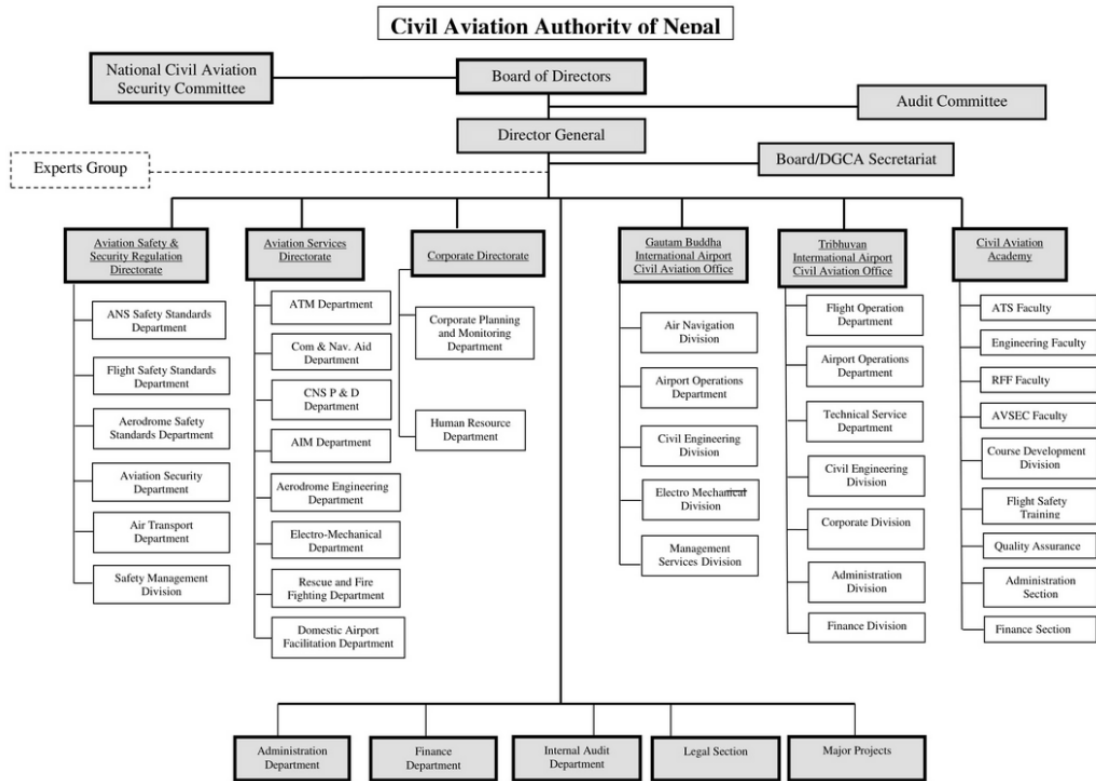 Civil Aviation Authority of Nepal
National Civil Aviation
Security Committee
Board of Directors
Audit Committee
Director General
Experts Group
Board/DGCA Secretariat
Aviation Safety &
Security Regulation
Directorate
ANS Safety Standards
Department
Flight Safety Standards
Department
Aerodrome Safety
Standards Department
Aviation Security
Department
Air Transport
Department
Safety Management
Division
Aviation Services
Directorate
ATM Department
Com & Nav. Aid
Department
CNS P & D
Department
AIM Department
Aerodrome Engineering
Department
Electro-Mechanical
Department
Rescue and Fire
Fighting Department
Domestic Airport
Facilitation Department
Corporate Directorate
Corporate Planning
and Monitoring
Department
Human Resource
Department
Gautam Buddha
International Airport
Civil Aviation Office
Air Navigation
Division
Airport Operations
Department
Civil Engineering
Division
Electro Mechanical
Division
Management
Services Division
Tribhuvan
International Airport
Civil Aviation Office
Flight Operation
Department
Airport Operations
Department
Technical Service
Department
Civil Engineering
Division
Corporate Division
Administration
Division
Finance Division
Civil Aviation
Academy
ATS Faculty
Engineering Faculty
RFF Faculty
AVSEC Faculty
Course Development
Division
Flight Safety
Training
Quality Assurance
Administration
Section
Finance Section
Administration
Department
Finance
Department
Internal Audit
Department
Legal Section
Major Projects